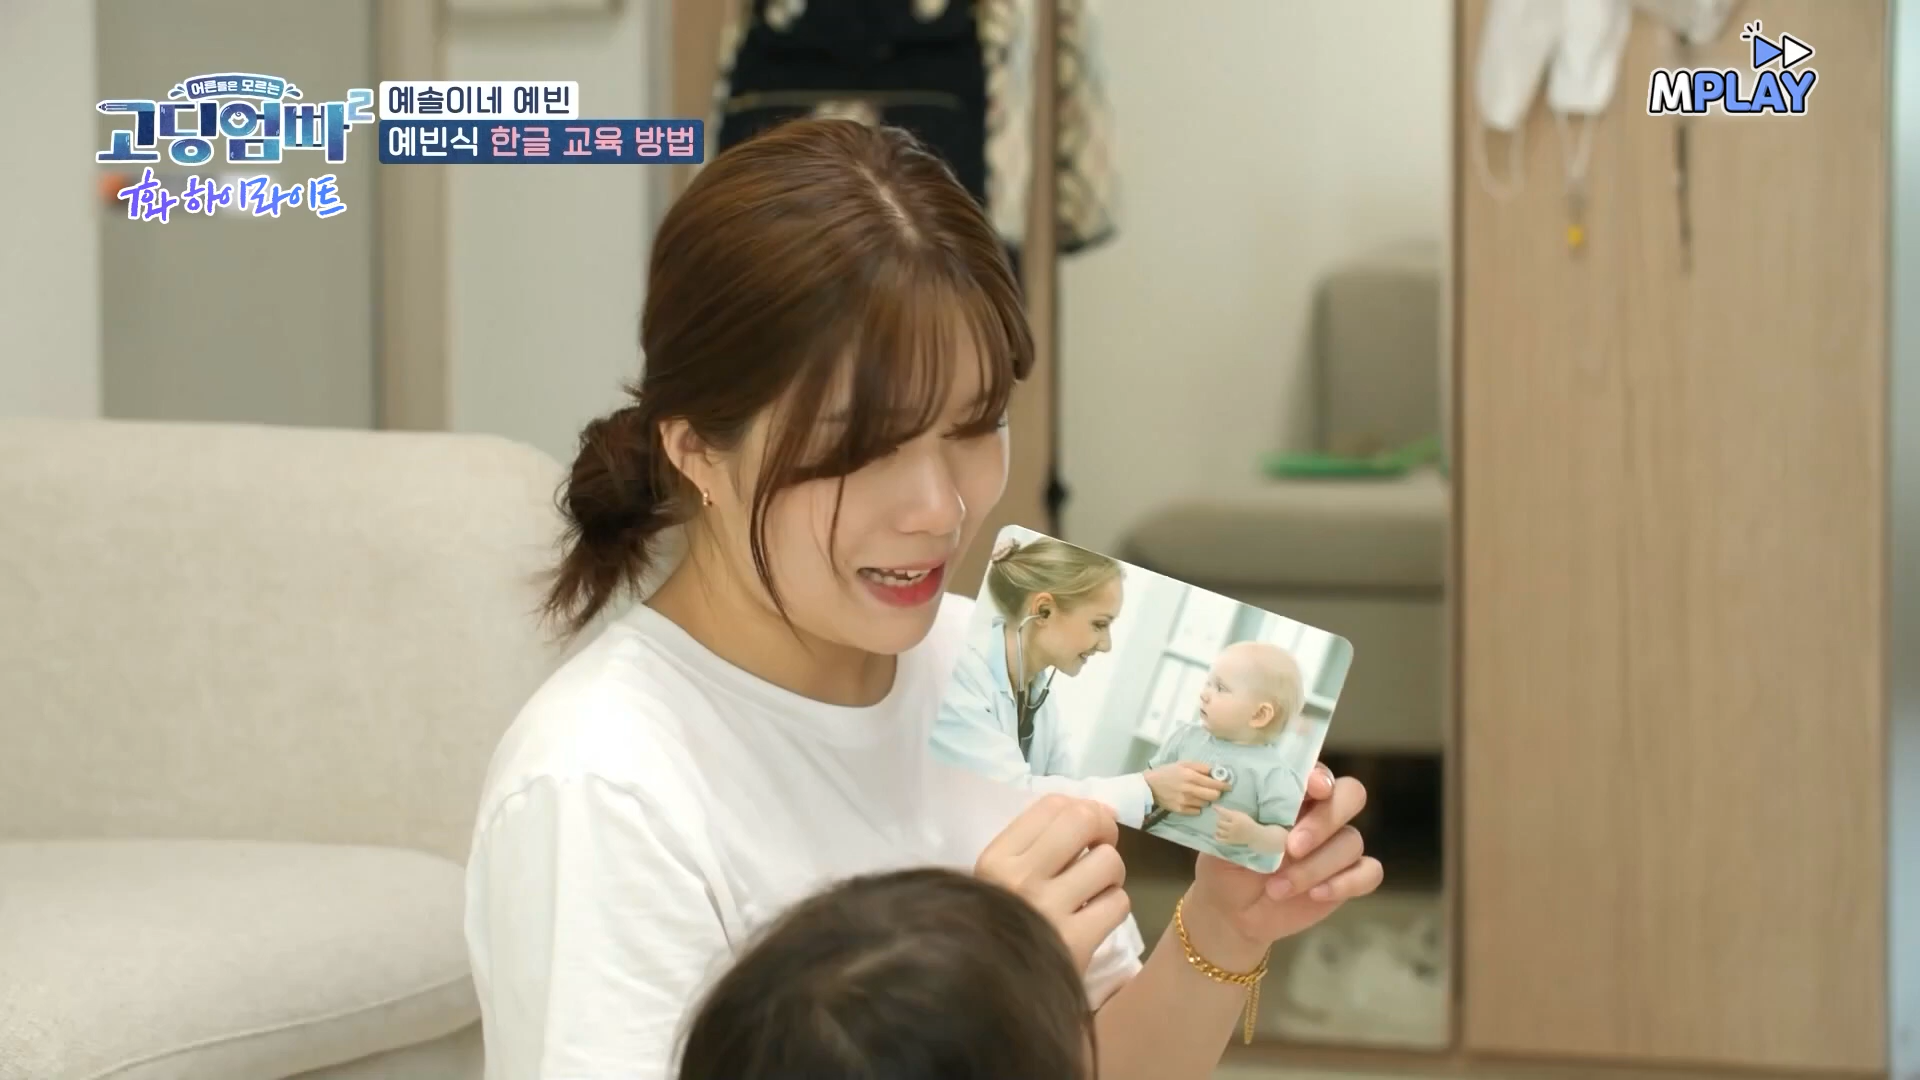 어른들은 모르는
고딩엄빠2
7화 하이라이트
예솔이네 예빈
예빈식 한글 교육 방법
MPLAY